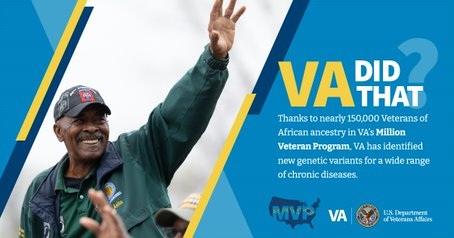 VA DID
THAT?
Thanks to nearly 150,000 Veterans of
African ancestry in VA's Million
Veteran Program, VA has identified
new genetic variants for a wide range
of chronic diseases.
VA
U.S. Department
of Veterans Affairs